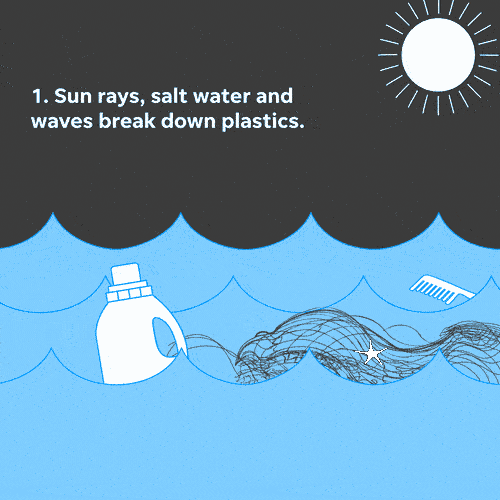 1. Sun rays, salt water and
waves break down plastics.